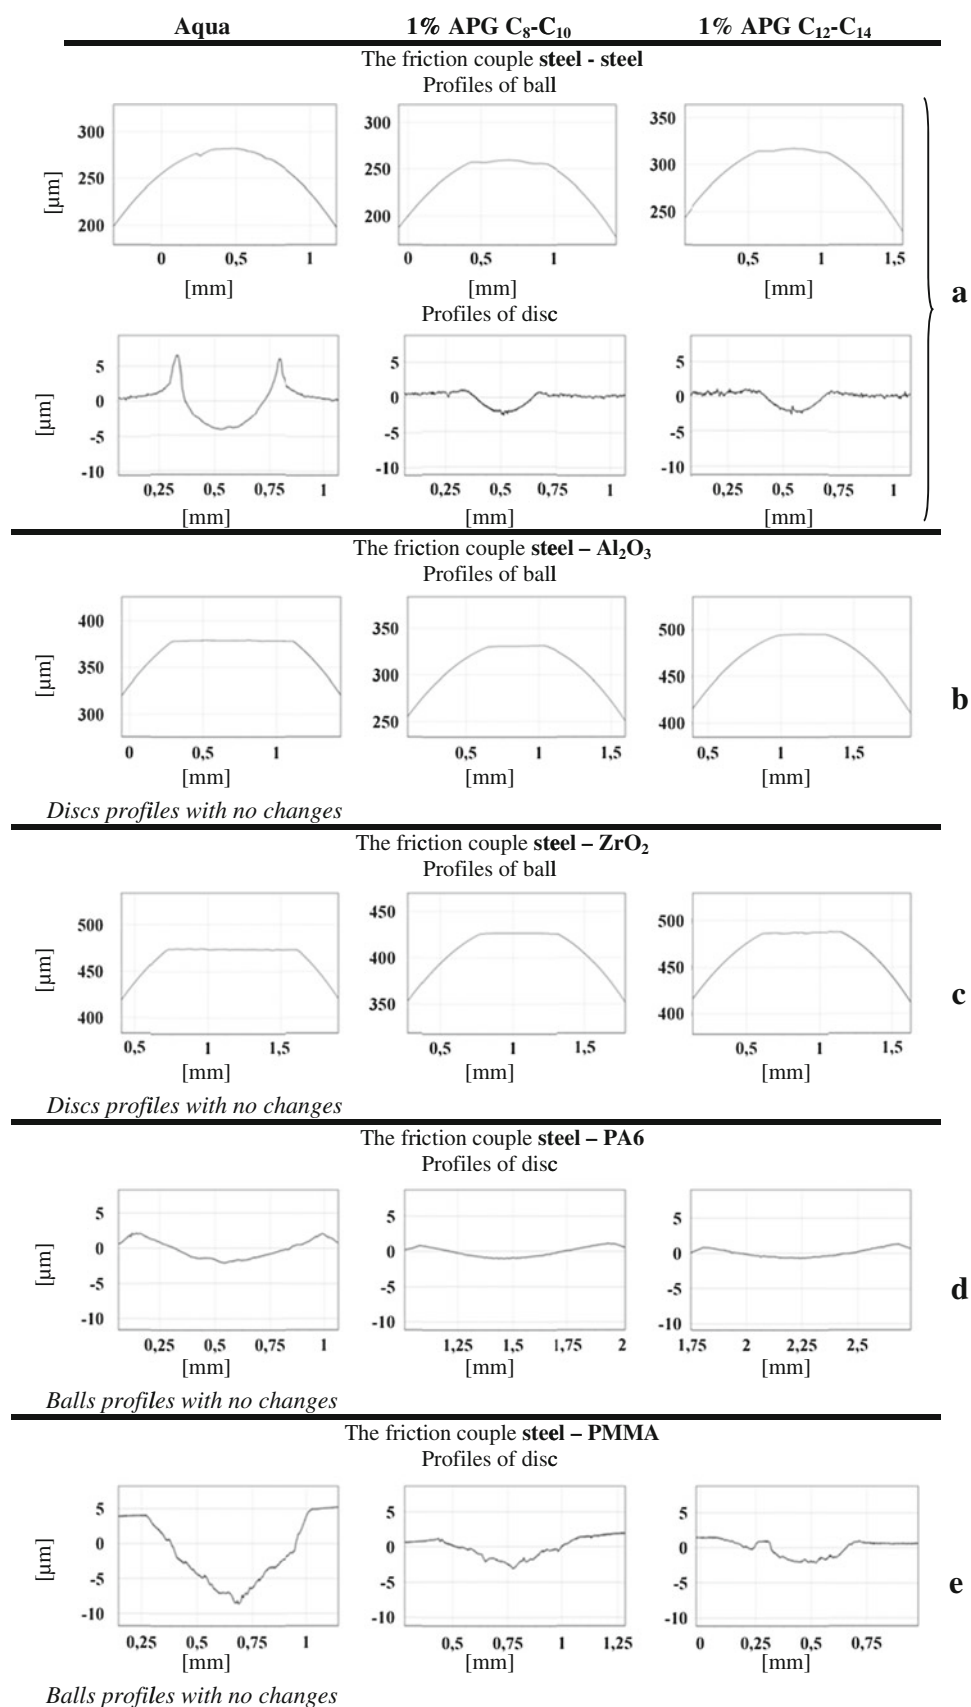 Aqua 1% APG C₈-C₁₀ 1% APG C₁₂-C₁₄
The friction couple steel - steel
Profiles of ball
[µm]
300
250
200
0 0,5 1
[mm]
300
250
200
0 0,5 1
[mm]
350
300
250
0,5 1 1,5
[mm]
a
Profiles of disc
[µm]
5
0
-5
-10
0,25 0,5 0,75 1
[mm]
5
0
-5
-10
0,25 0,5 0,75 1
[mm]
5
0
-5
-10
0,25 0,5 0,75 1
[mm]
The friction couple steel – Al₂O₃
Profiles of ball
[µm]
400
350
300
0 0,5 1
[mm]
350
300
250
0,5 1 1,5
[mm]
500
450
400
0,5 1 1,5
[mm]
b
Discs profiles with no changes
The friction couple steel – ZrO₂
Profiles of ball
[µm]
500
450
400
0,5 1 1,5
[mm]
450
400
350
0,5 1 1,5
[mm]
500
450
400
0,5 1 1,5
[mm]
c
Discs profiles with no changes
The friction couple steel – PA6
Profiles of disc
[µm]
5
0
-5
-10
0,25 0,5 0,75 1
[mm]
5
0
-5
-10
1,25 1,5 1,75 2
[mm]
5
0
-5
-10
1,75 2 2,25 2,5
[mm]
d
Balls profiles with no changes
The friction couple steel – PMMA
Profiles of disc
[µm]
5
0
-5
-10
0,25 0,5 0,75 1
[mm]
5
0
-5
-10
0,5 0,75 1 1,25
[mm]
5
0
-5
-10
0 0,25 0,5 0,75
[mm]
e
Balls profiles with no changes